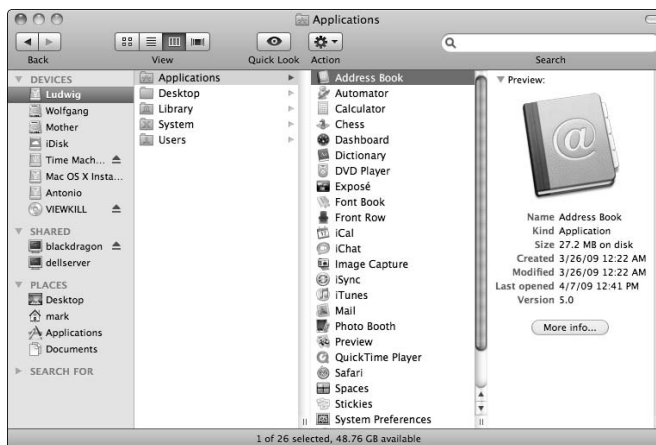 Applications
Back
View
Quick Look
Action
Search
DEVICES
Ludwig
Wolfgang
Mother
iDisk
Time Mach...
Mac OS X Insta...
Antonio
VIEWKILL
SHARED
blackdragon
dellserver
PLACES
Desktop
mark
Applications
Documents
SEARCH FOR
Applications
Desktop
Library
System
Users
Address Book
Automator
Calculator
Chess
Dashboard
Dictionary
DVD Player
Exposé
Font Book
Front Row
iCal
iChat
Image Capture
iSync
iTunes
Mail
Photo Booth
Preview
QuickTime Player
Safari
Spaces
Stickies
System Preferences
Preview:
@
Name Address Book
Kind Application
Size 27.2 MB on disk
Created 3/26/09 12:22 AM
Modified 3/26/09 12:22 AM
Last opened 4/7/09 12:41 PM
Version 5.0
More info...
1 of 26 selected, 48.76 GB available